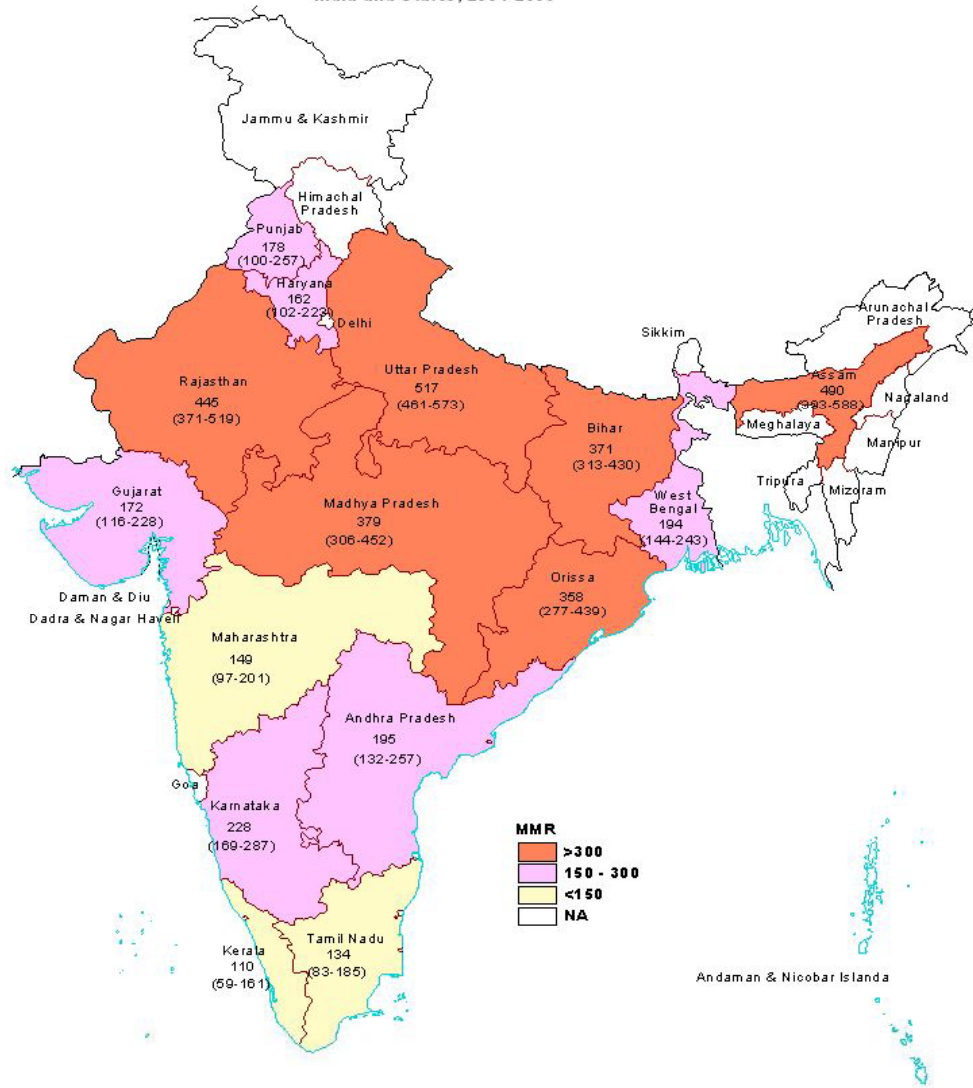 Jammu & Kashmir
Himachal
Pradesh
Punjab
178
(100-257)
Haryana
162
(102-223)
Delhi
Arunachal
Pradesh
Sikkim
Uttar Pradesh
517
(461-573)
Rajasthan
445
(371-519)
Assam
490
(393-588)
Nagaland
Bihar
371
(313-430)
Meghalaya
Manipur
Tripura
Mizoram
Gujarat
172
(116-228)
Madhya Pradesh
379
(306-452)
West
Bengal
194
(144-243)
Orissa
358
(277-439)
Daman & Diu
Dadra & Nagar Haveli
Maharashtra
149
(97-201)
Andhra Pradesh
195
(132-257)
Goa
Karnataka
228
(169-287)
MMR
>300
150 - 300
<150
NA
Tamil Nadu
134
(83-185)
Kerala
110
(59-161)
Andaman & Nicobar Islanda